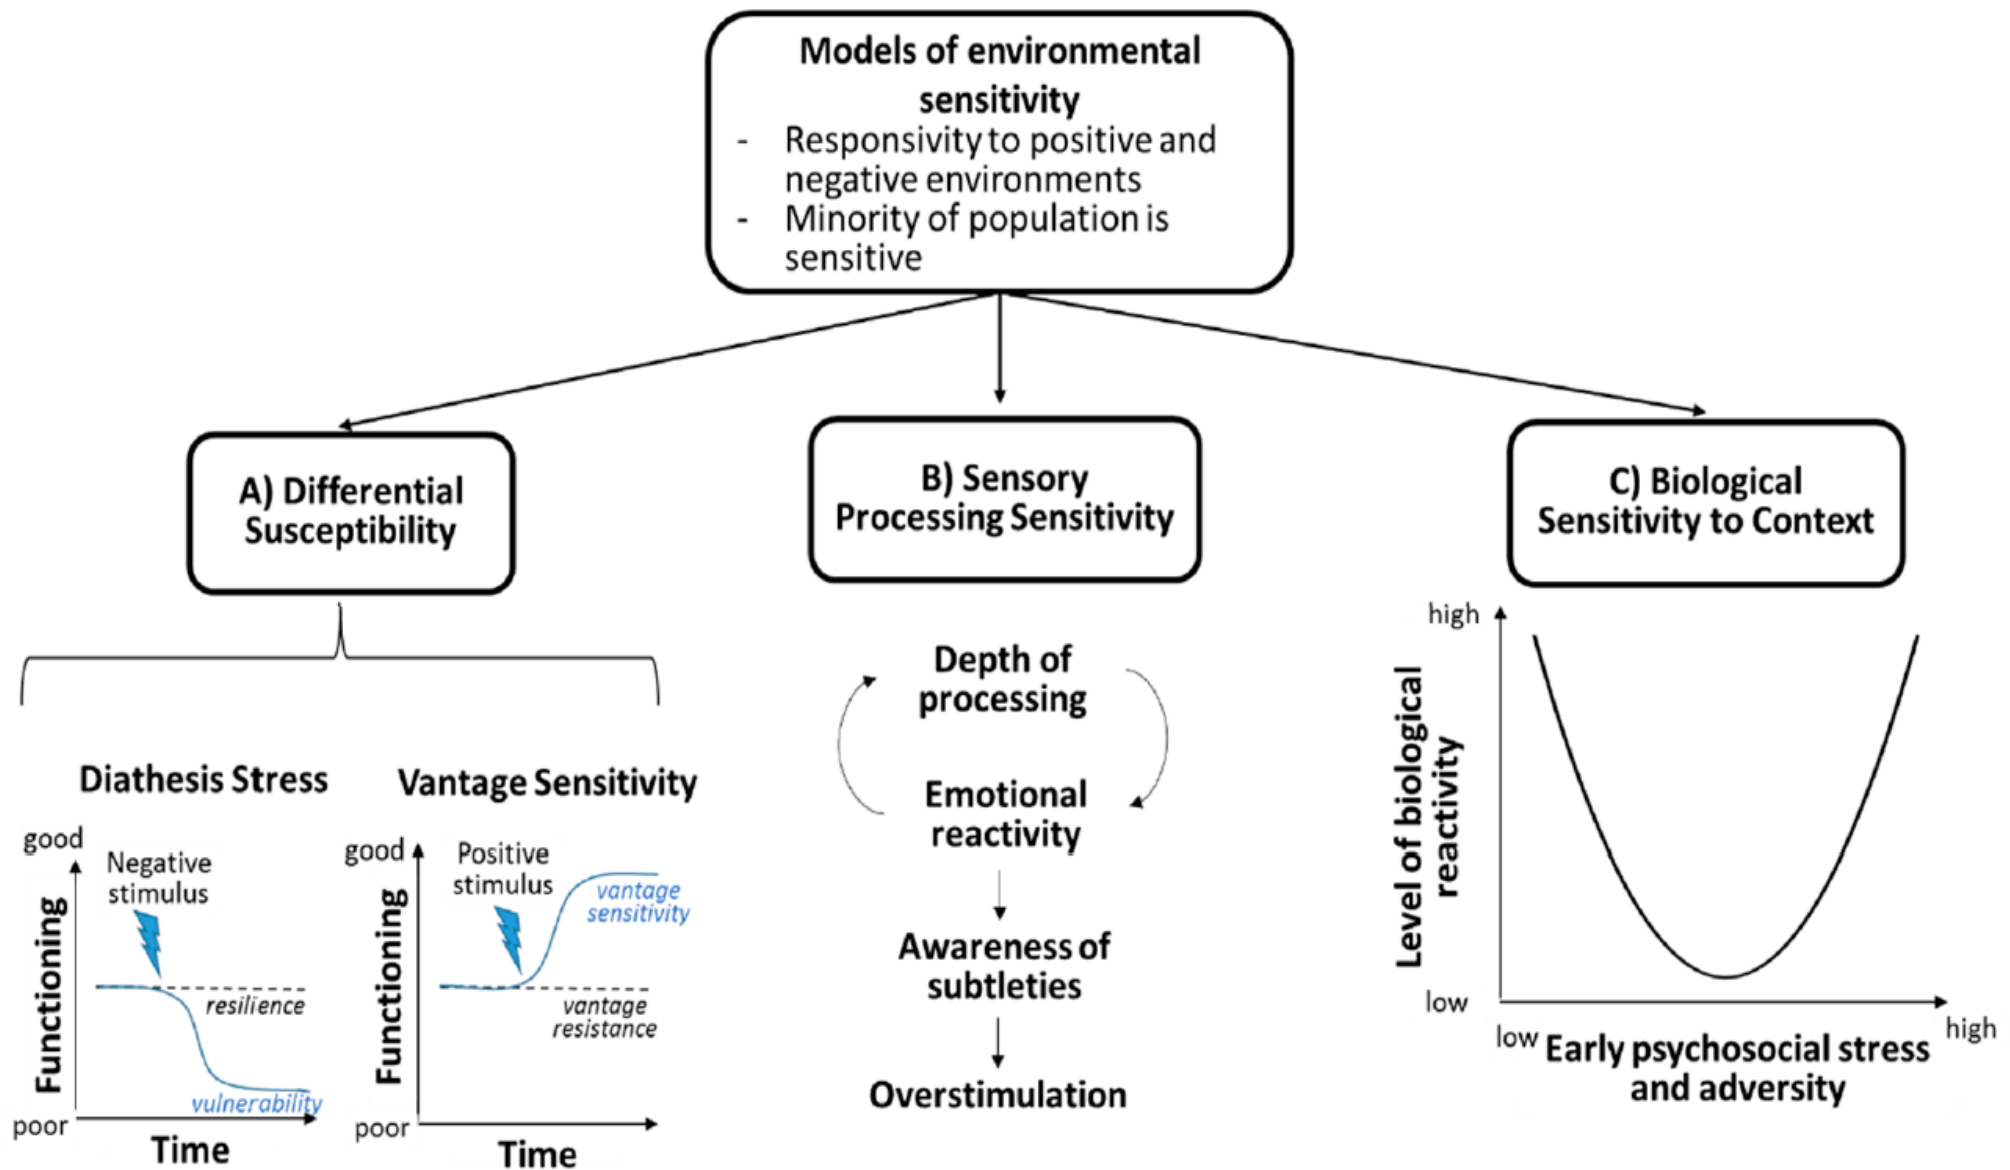 Models of environmental
sensitivity
- Responsivity to positive and
negative environments
- Minority of population is
sensitive
A) Differential
Susceptibility
B) Sensory
Processing Sensitivity
C) Biological
Sensitivity to Context
Diathesis Stress
good
Negative
stimulus
Functioning
resilience
vulnerability
poor
Time
Vantage Sensitivity
good
Positive
stimulus
vantage
sensitivity
Functioning
vantage
resistance
poor
Time
Depth of
processing
Emotional
reactivity
Awareness of
subtleties
Overstimulation
high
Level of biological
reactivity
low
low
high
Early psychosocial stress
and adversity